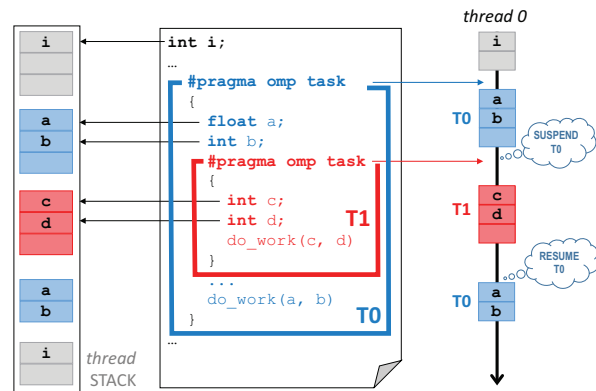 i
a
b
c
d
a
b
i
thread
STACK
int i;
…
#pragma omp task
{
float a;
int b;
#pragma omp task
{
int c;
int d;
do_work(c, d)
}
T1
...
do_work(a, b)
}
T0
…
thread 0
i
T0
a
b
SUSPEND
T0
T1
c
d
RESUME
T0
T0
a
b